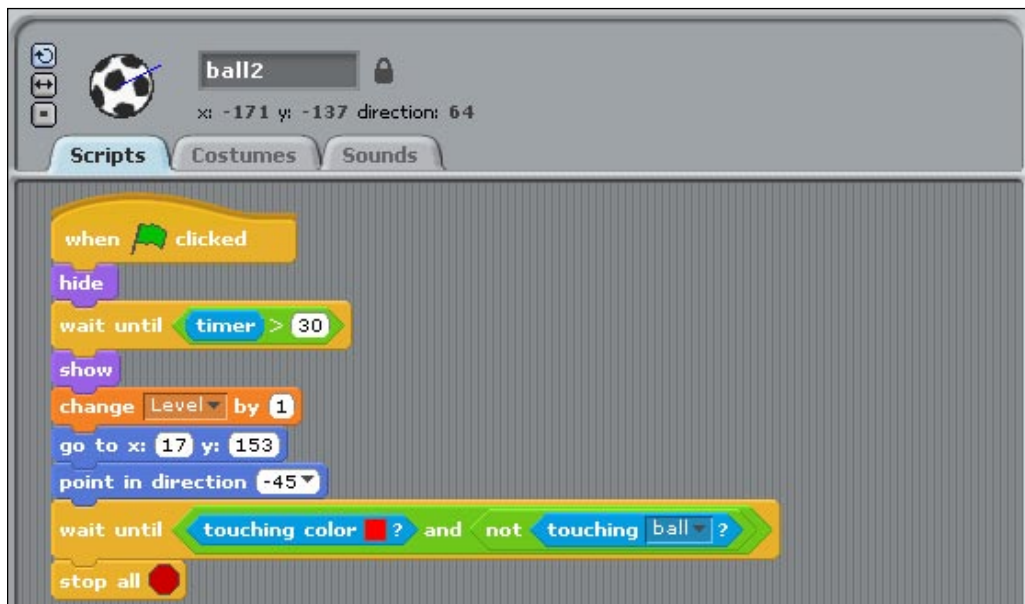 ball2
x: -171 y: -137 direction: 64
Scripts Costumes Sounds
when clicked
hide
wait until timer > 30
show
change Level by 1
go to x: 17 y: 153
point in direction -45
wait until touching color ? and not touching ball ?
stop all